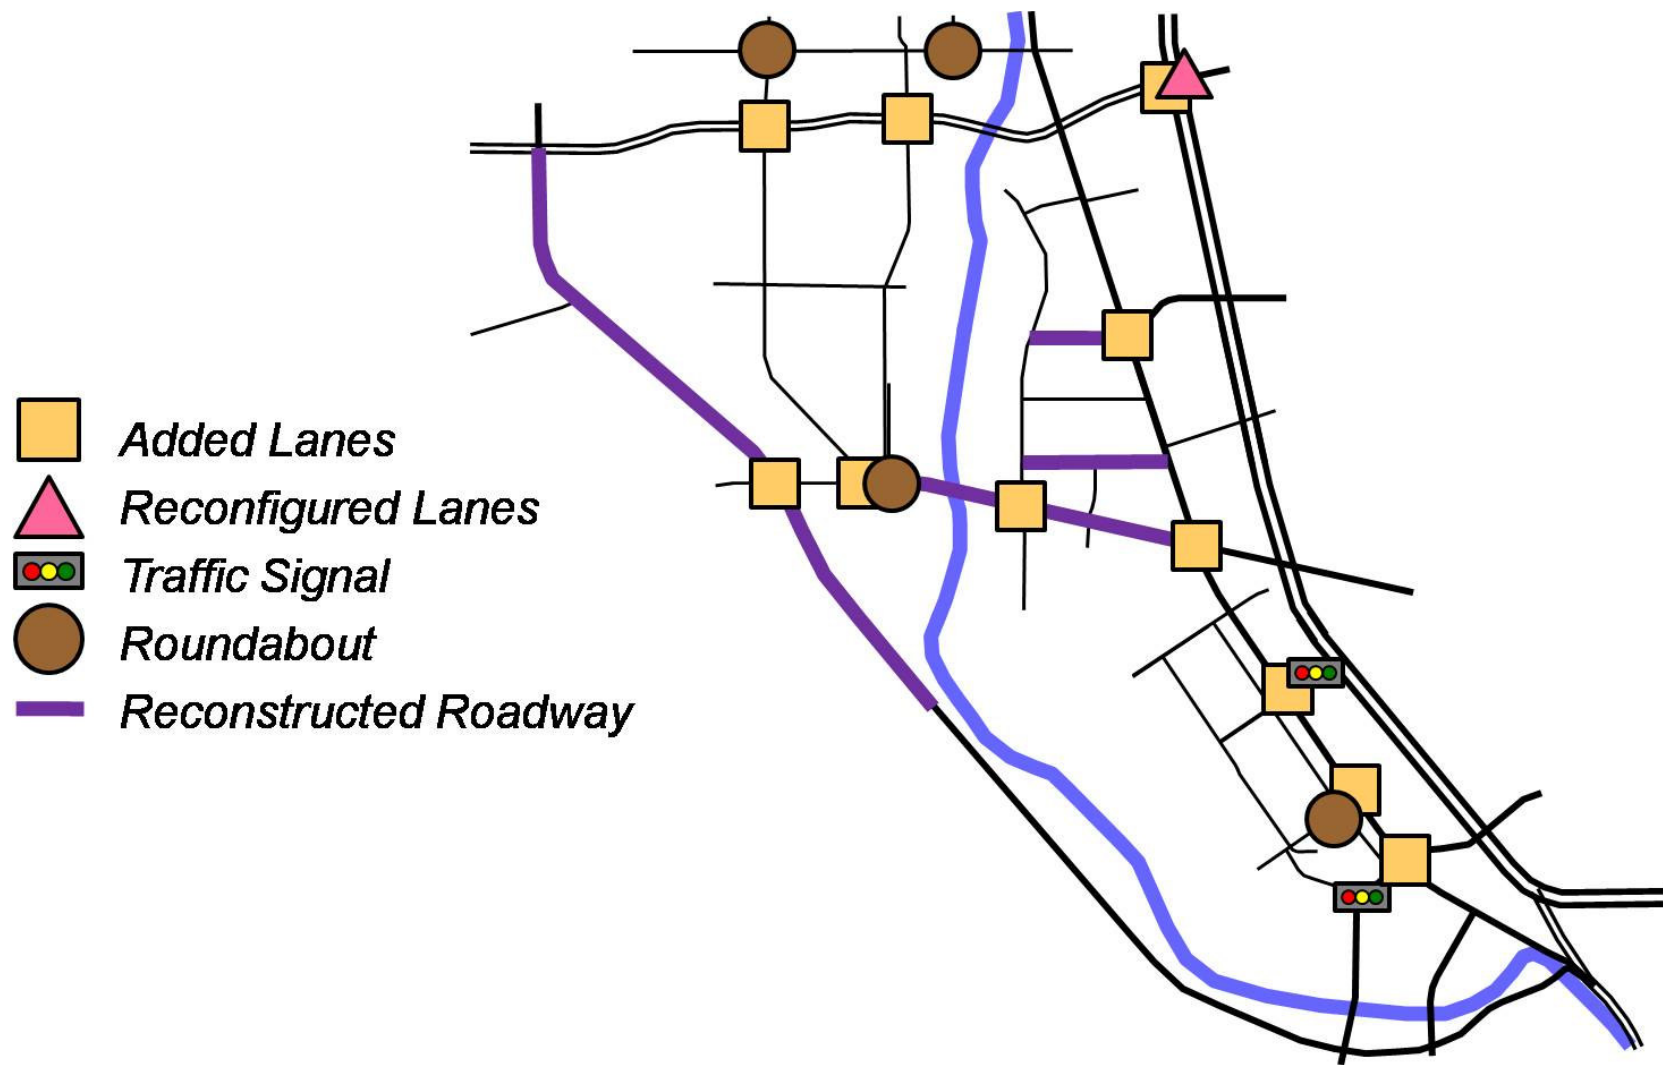 Added Lanes
Reconfigured Lanes
Traffic Signal
Roundabout
Reconstructed Roadway